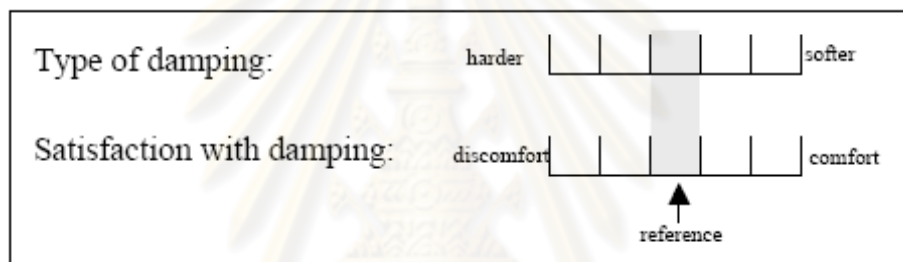 Type of damping: harder softer
Satisfaction with damping: discomfort comfort
reference